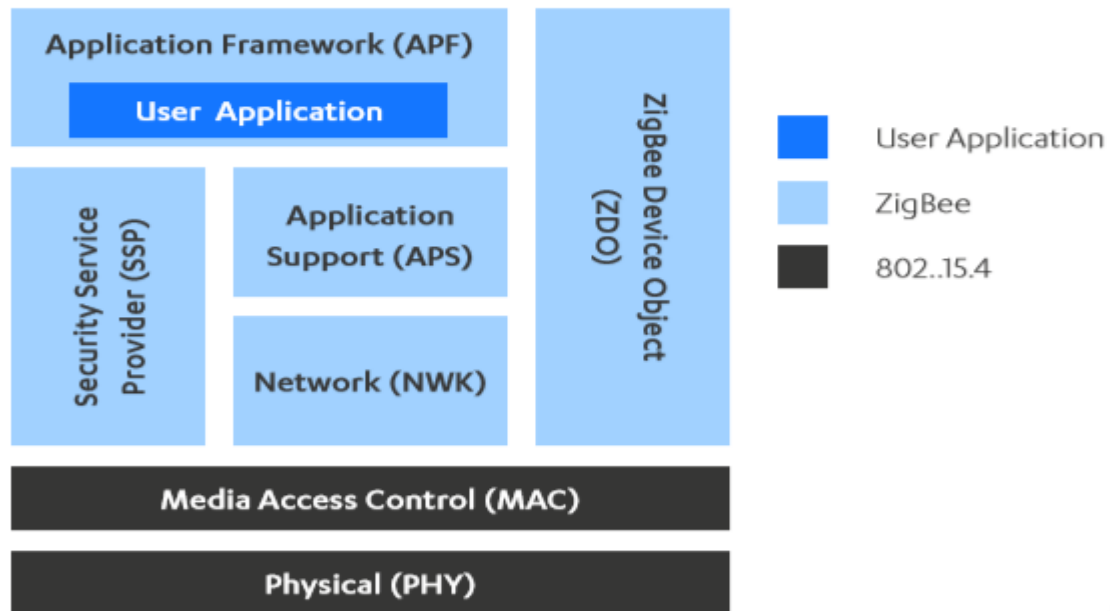 Application Framework (APF)
User Application
Security Service
Provider (SSP)
Application
Support (APS)
Network (NWK)
ZigBee Device Object
(ZDO)
Media Access Control (MAC)
Physical (PHY)
User Application
ZigBee
802..15.4